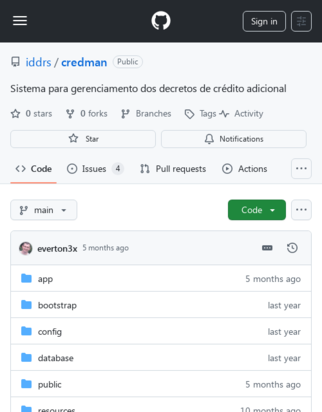 Sign in
iddrs / credman Public
Sistema para gerenciamento dos decretos de crédito adicional
0 stars 0 forks Branches Tags Activity
Star Notifications
Code Issues 4 Pull requests Actions
main Code
everton3x 5 months ago
app 5 months ago
bootstrap last year
config last year
database last year
public 5 months ago
resources 10 months ago